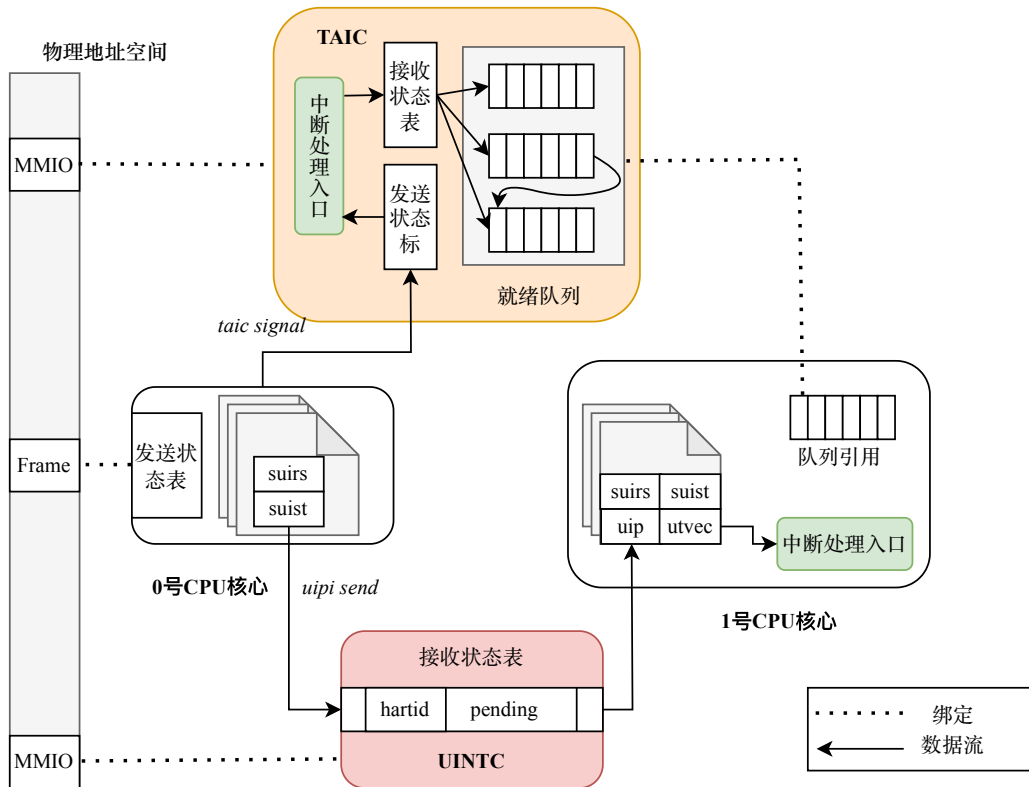 物理地址空间
MMIO
Frame
MMIO
TAIC
中断处理入口
接收
状态
表
发送
状态
标
就绪队列
taic signal
发送状
态表
suirs
suist
0号CPU核心
uipi send
suirs
suist
uip
utvec
队列引用
中断处理入口
1号CPU核心
接收状态表
hartid
pending
UINTC
绑定
数据流